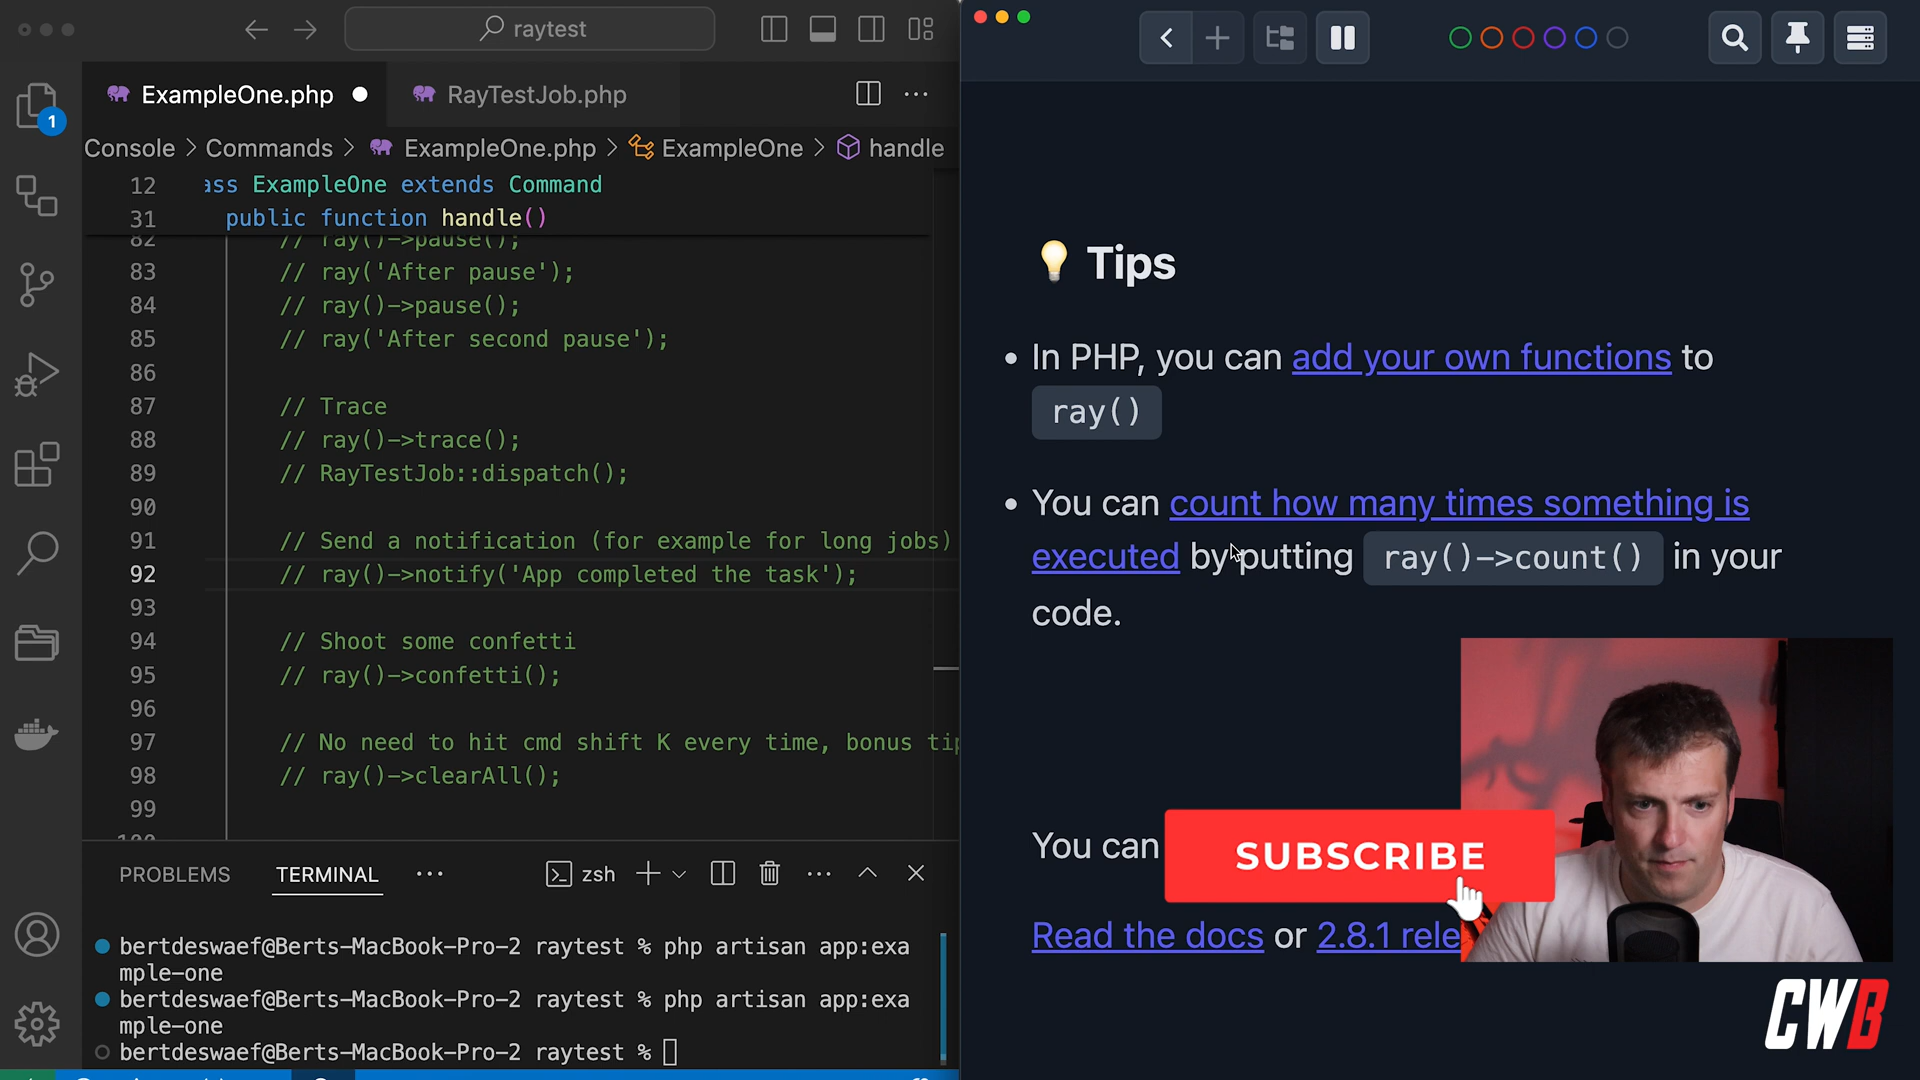 raytest
ExampleOne.php
RayTestJob.php
1
Console > Commands > ExampleOne.php > ExampleOne > handle
12 ass ExampleOne extends Command
31 public function handle()
82 // ray()->pause();
83 // ray('After pause');
84 // ray()->pause();
85 // ray('After second pause');
86
87 // Trace
88 // ray()->trace();
89 // RayTestJob::dispatch();
90
91 // Send a notification (for example for long jobs)
92 // ray()->notify('App completed the task');
93
94 // Shoot some confetti
95 // ray()->confetti();
96
97 // No need to hit cmd shift K every time, bonus tip
98 // ray()->clearAll();
99
PROBLEMS TERMINAL ... zsh
bertdeswaef@Berts-MacBook-Pro-2 raytest % php artisan app:exa
mple-one
bertdeswaef@Berts-MacBook-Pro-2 raytest % php artisan app:exa
mple-one
bertdeswaef@Berts-MacBook-Pro-2 raytest %
💡 Tips
• In PHP, you can add your own functions to
ray()
• You can count how many times something is
executed by putting ray()->count() in your
code.
You can
SUBSCRIBE
Read the docs or 2.8.1 rele
CWB